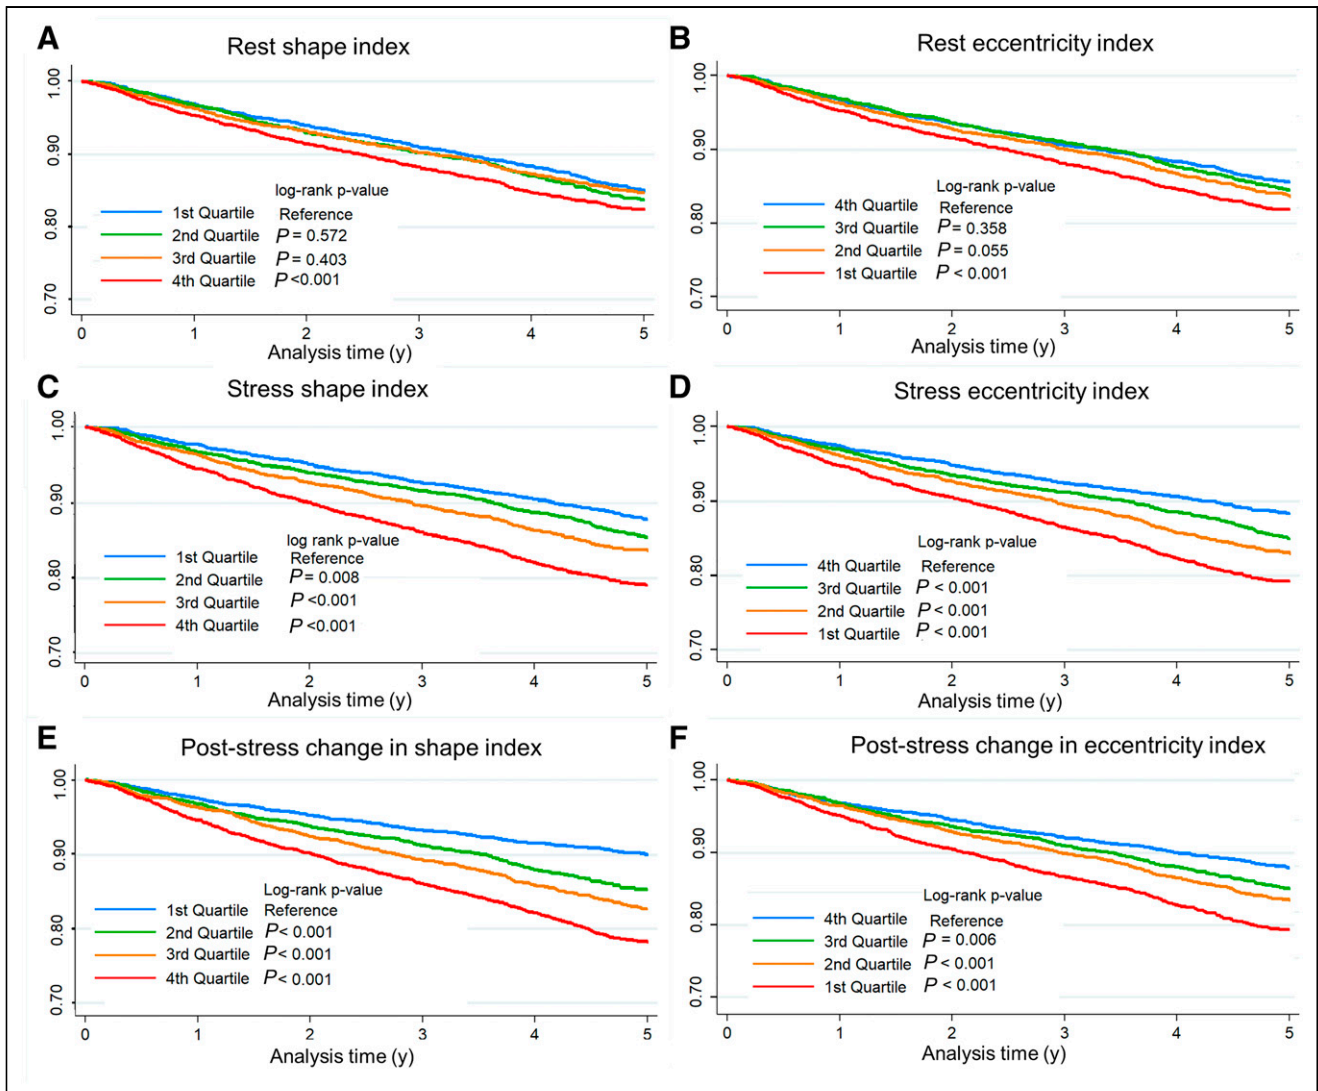 A
Rest shape index
1.00
0.90
0.80
0.70
log-rank p-value
1st Quartile Reference
2nd Quartile P = 0.572
3rd Quartile P = 0.403
4th Quartile P <0.001
0 1 2 3 4 5
Analysis time (y)
B
Rest eccentricity index
1.00
0.90
0.80
0.70
Log-rank p-value
4th Quartile Reference
3rd Quartile P = 0.358
2nd Quartile P = 0.055
1st Quartile P < 0.001
0 1 2 3 4 5
Analysis time (y)
C
Stress shape index
1.00
0.90
0.80
0.70
log rank p-value
1st Quartile Reference
2nd Quartile P = 0.008
3rd Quartile P <0.001
4th Quartile P <0.001
0 1 2 3 4 5
Analysis time (y)
D
Stress eccentricity index
1.00
0.90
0.80
0.70
Log-rank p-value
4th Quartile Reference
3rd Quartile P < 0.001
2nd Quartile P < 0.001
1st Quartile P < 0.001
0 1 2 3 4 5
Analysis time (y)
E
Post-stress change in shape index
1.00
0.90
0.80
0.70
Log-rank p-value
1st Quartile Reference
2nd Quartile P < 0.001
3rd Quartile P < 0.001
4th Quartile P < 0.001
0 1 2 3 4 5
Analysis time (y)
F
Post-stress change in eccentricity index
1.00
0.90
0.80
0.70
Log-rank p-value
4th Quartile Reference
3rd Quartile P = 0.006
2nd Quartile P < 0.001
1st Quartile P < 0.001
0 1 2 3 4 5
Analysis time (y)